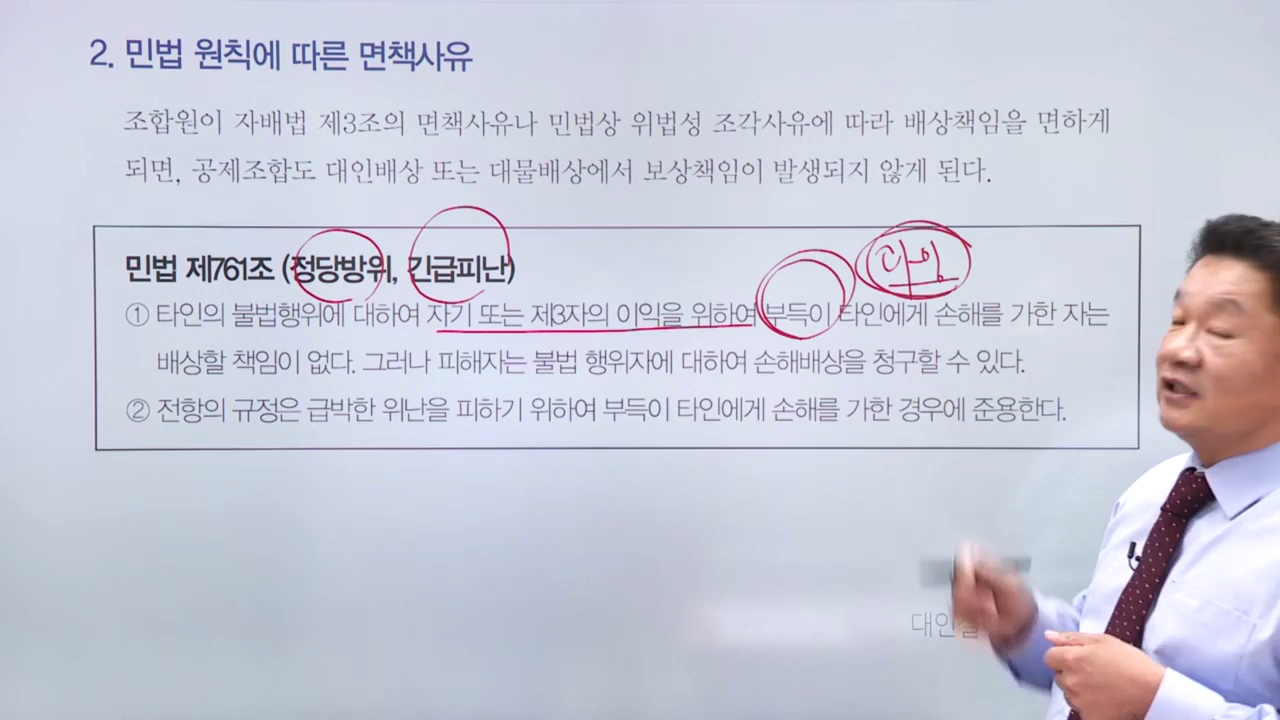 2. 민법 원칙에 따른 면책사유
조합원이 자배법 제3조의 면책사유나 민법상 위법성 조각사유에 따라 배상책임을 면하게
되면, 공제조합도 대인배상 또는 대물배상에서 보상책임이 발생되지 않게 된다.
민법 제761조 (정당방위, 긴급피난)
① 타인의 불법행위에 대하여 자기 또는 제3자의 이익을 위하여 부득이 타인에게 손해를 가한 자는
배상할 책임이 없다. 그러나 피해자는 불법 행위자에 대하여 손해배상을 청구할 수 있다.
② 전항의 규정은 급박한 위난을 피하기 위하여 부득이 타인에게 손해를 가한 경우에 준용한다.